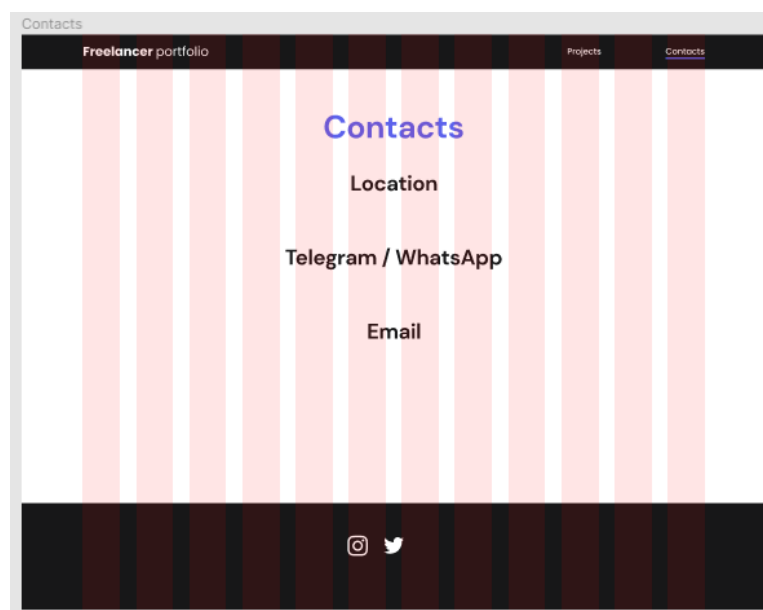 Contacts
Freelancer portfolio
Projects
Contacts
Contacts
Location
Telegram / WhatsApp
Email